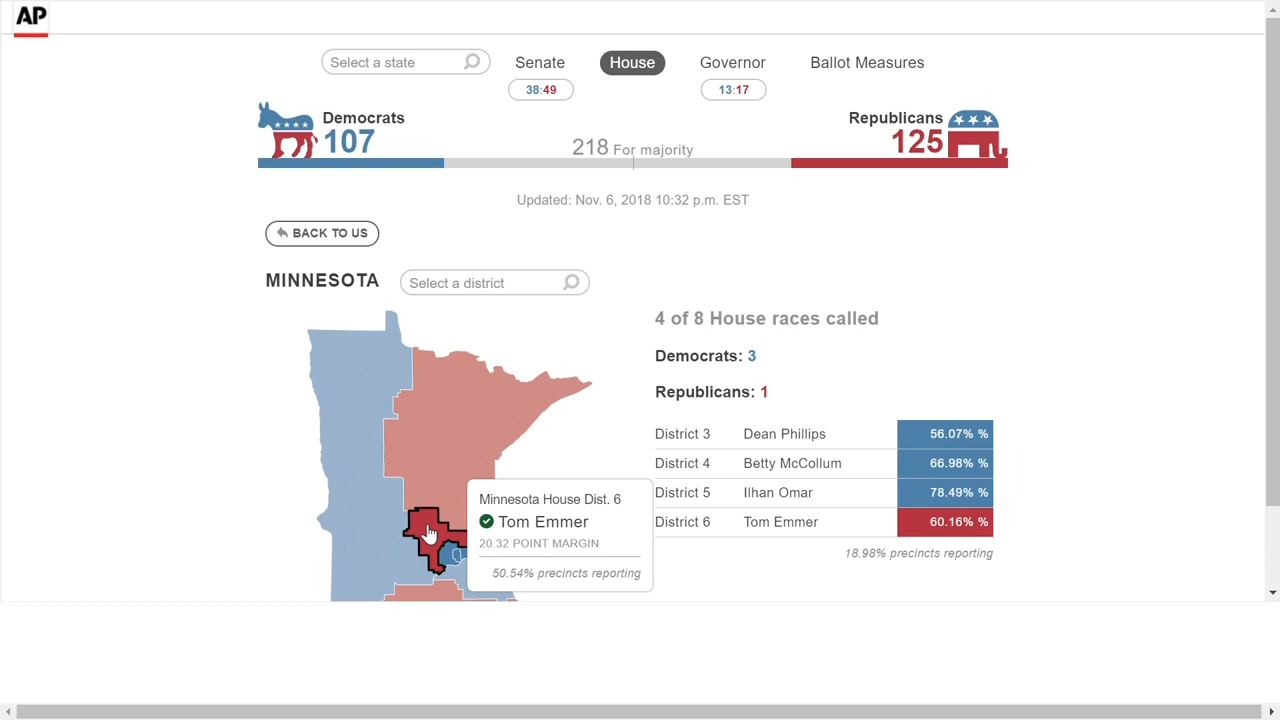 AP
Select a state
Senate
House
Governor
Ballot Measures
38:49
13:17
Democrats
107
218 For majority
Republicans
125
Updated: Nov. 6, 2018 10:32 p.m. EST
BACK TO US
MINNESOTA
Select a district
4 of 8 House races called
Democrats: 3
Republicans: 1
District 3 Dean Phillips 56.07% %
District 4 Betty McCollum 66.98% %
District 5 Ilhan Omar 78.49% %
District 6 Tom Emmer 60.16% %
18.98% precincts reporting
Minnesota House Dist. 6
Tom Emmer
20.32 POINT MARGIN
50.54% precincts reporting